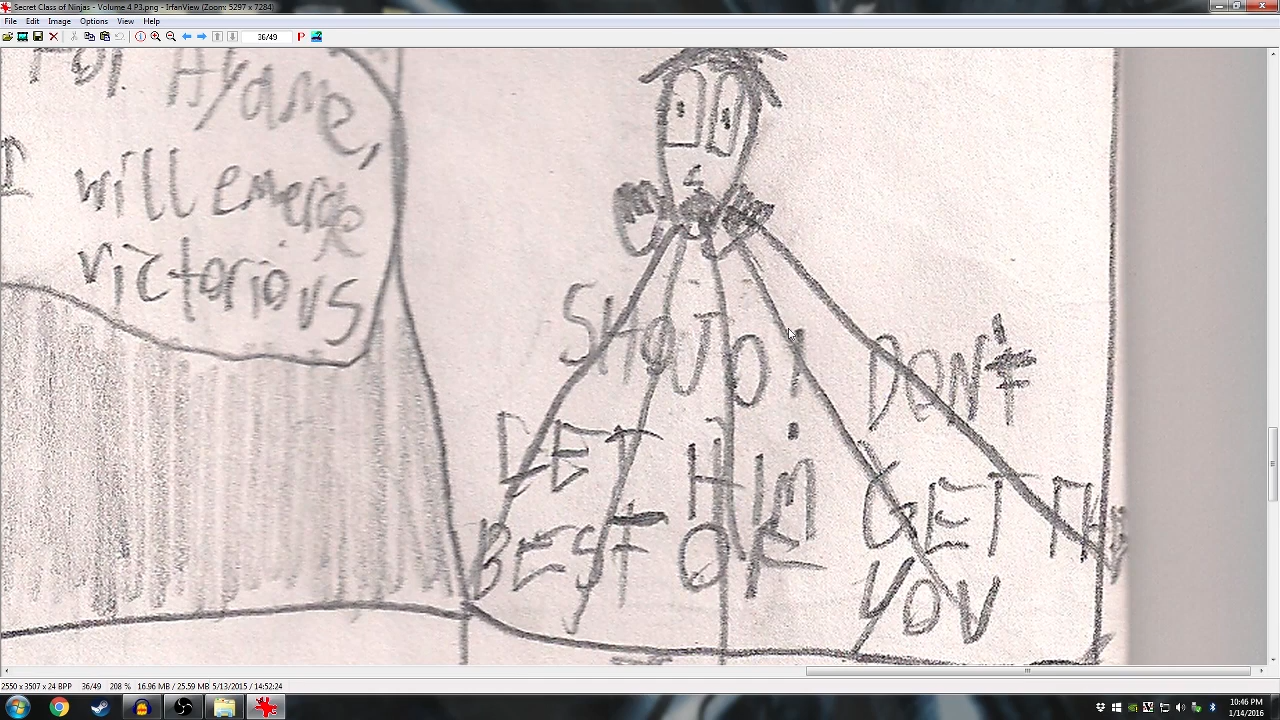 Secret Class of Ninjas - Volume 4 P3.png - IrfanView (Zoom: 5297 x 7284)
File Edit Image Options View Help
36/49
For Ayame,
I will emerge
victorious
SHOUJO! DON't
LET HIM GET THE
BEST OF YOU
2550 x 3507 x 24 BPP 36/49 208 % 16.96 MB / 25.59 MB 5/13/2015 / 14:52:24
10:46 PM
1/14/2016